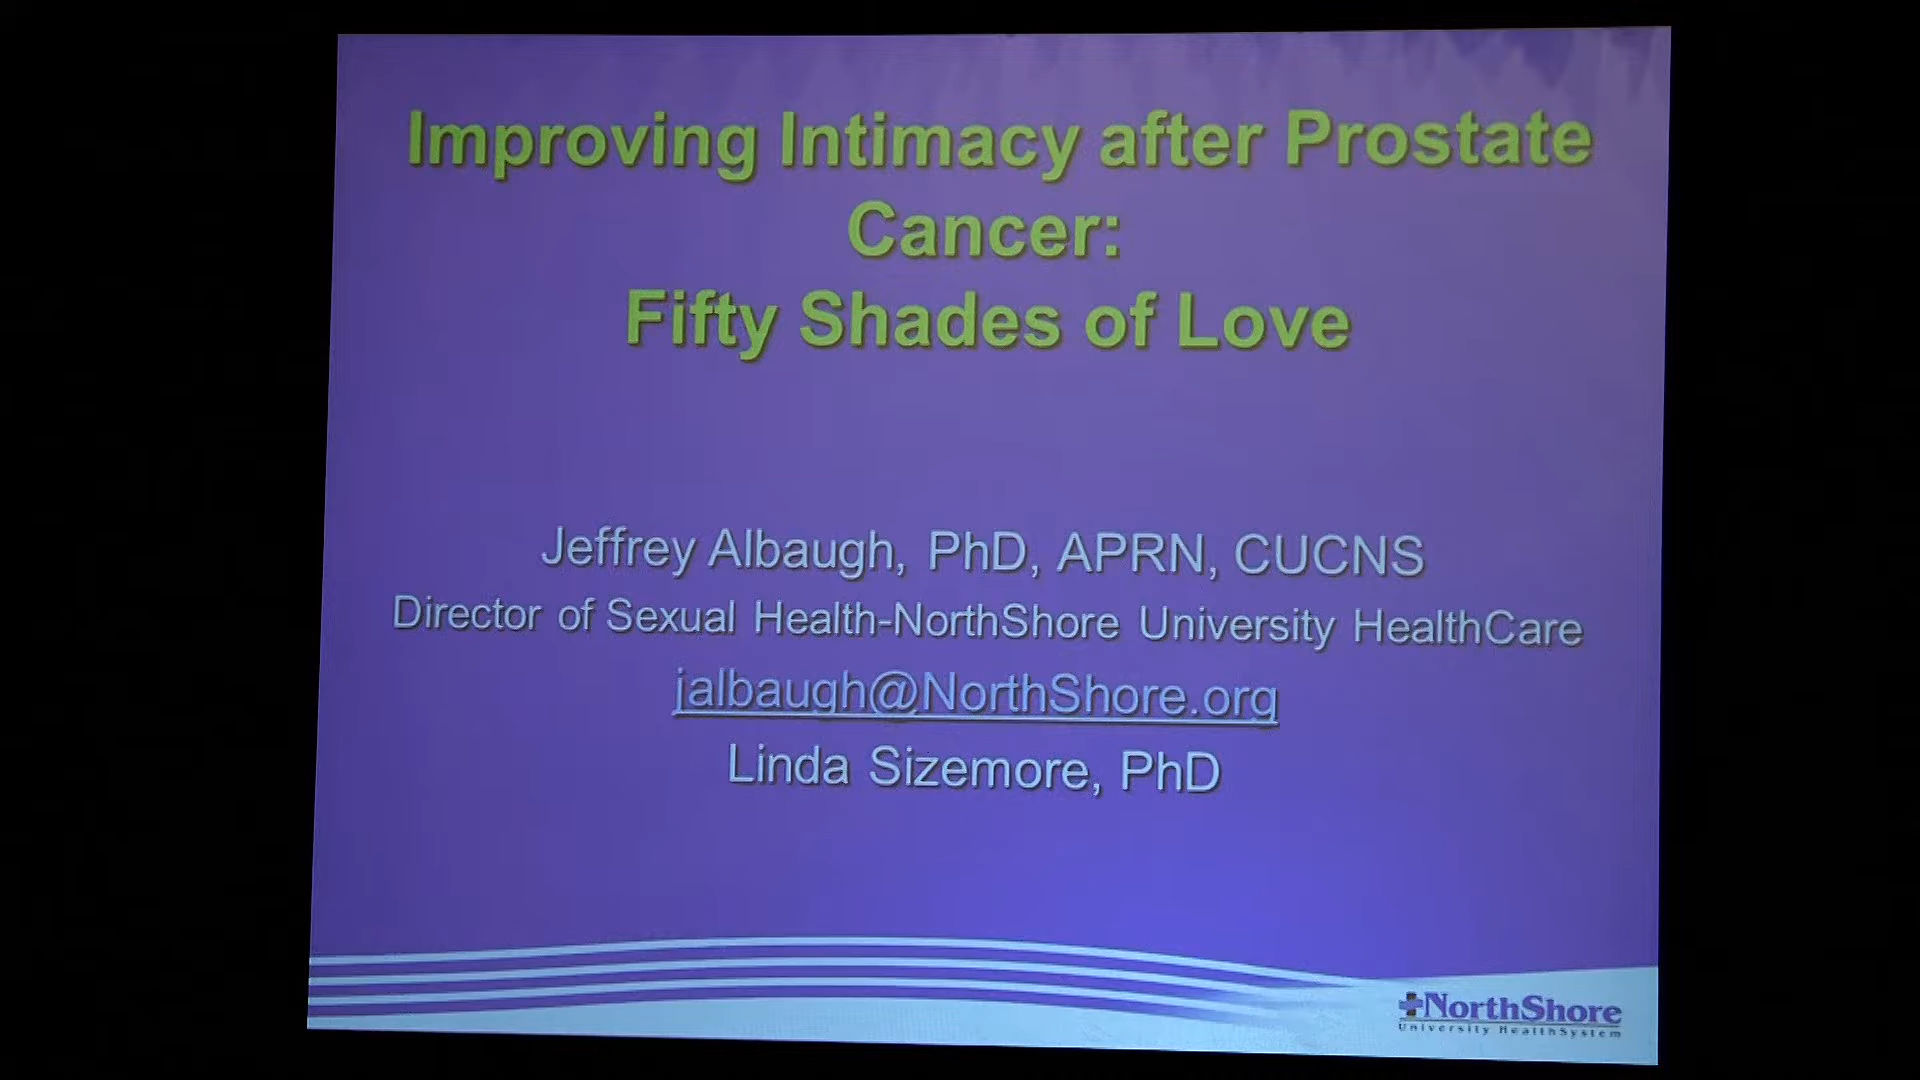 Improving Intimacy after Prostate
Cancer:
Fifty Shades of Love
Jeffrey Albaugh, PhD, APRN, CUCNS
Director of Sexual Health-NorthShore University HealthCare
jalbaugh@NorthShore.org
Linda Sizemore, PhD
NorthShore
University HealthSystem